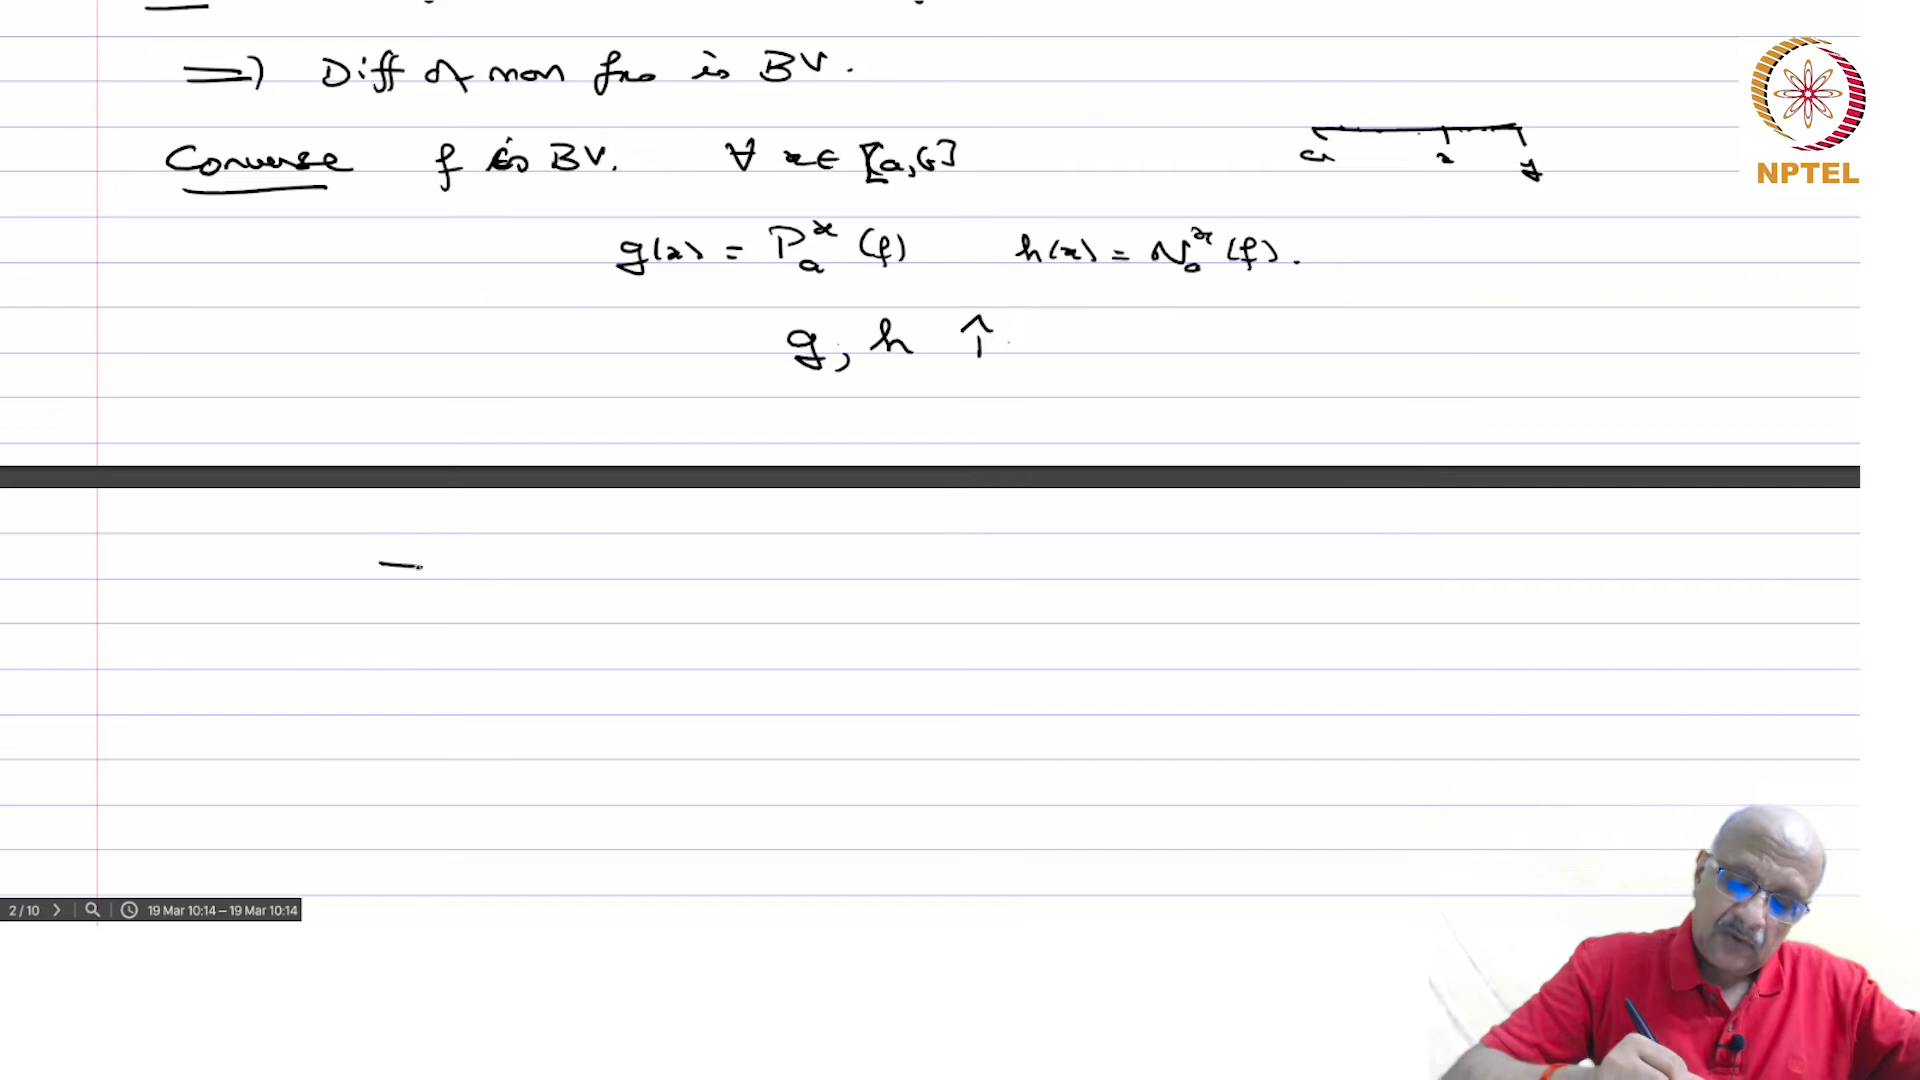 => Diff of mon fns is BV.
Converse f is BV. ∀ x ∈ [a,b]
a x y
NPTEL
g(x) = P_a^x (f) h(x) = N_a^x (f).
g, h ↑
2 / 10 19 Mar 10:14 – 19 Mar 10:14